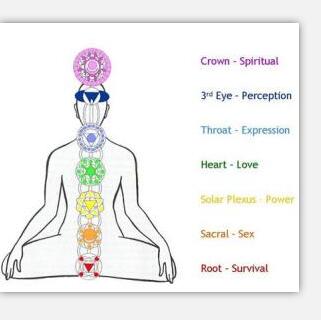 Crown - Spiritual
3rd Eye - Perception
Throat - Expression
Heart - Love
Solar Plexus - Power
Sacral - Sex
Root - Survival